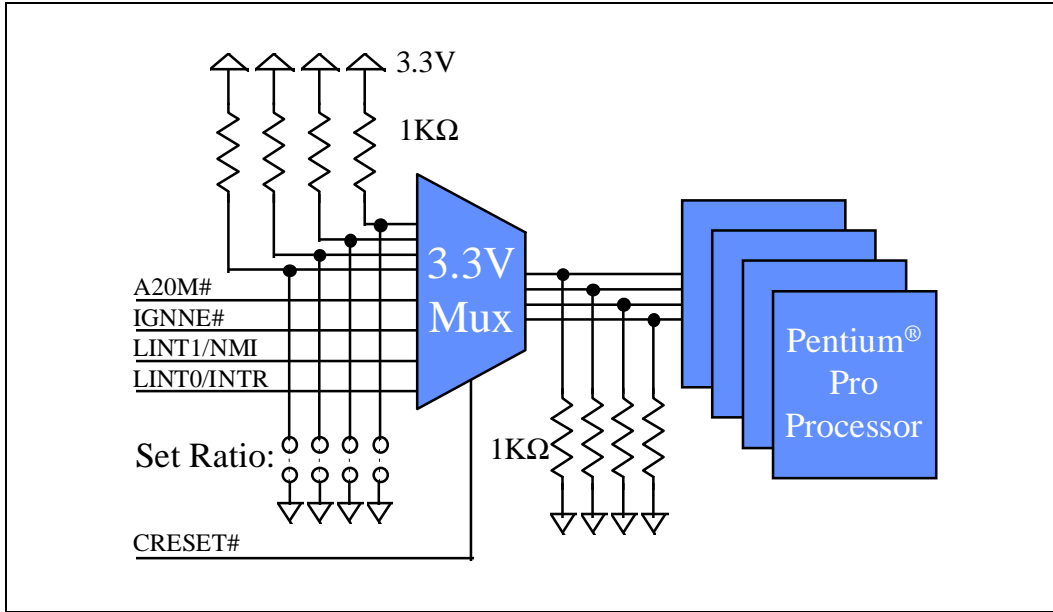 3.3V
1KΩ
3.3V
Mux
A20M#
IGNNE#
LINT1/NMI
LINT0/INTR
Pentium®
Pro
Processor
1KΩ
Set Ratio:
CRESET#